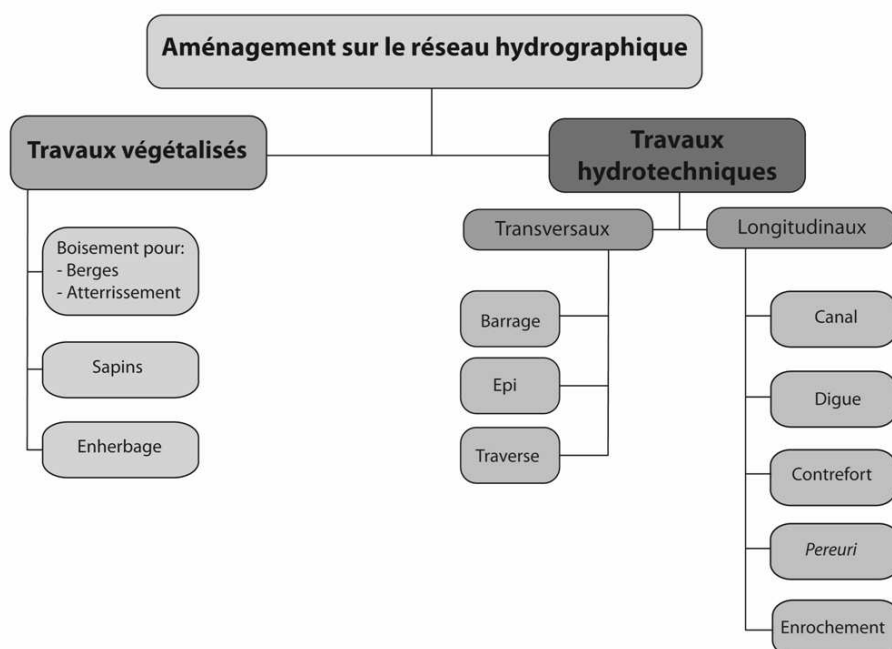 Aménagement sur le réseau hydrographique
Travaux végétalisés
Boisement pour:
- Berges
- Atterrissement
Sapins
Enherbage
Travaux
hydrotechniques
Transversaux
Barrage
Epi
Traverse
Longitudinaux
Canal
Digue
Contrefort
Pereuri
Enrochement